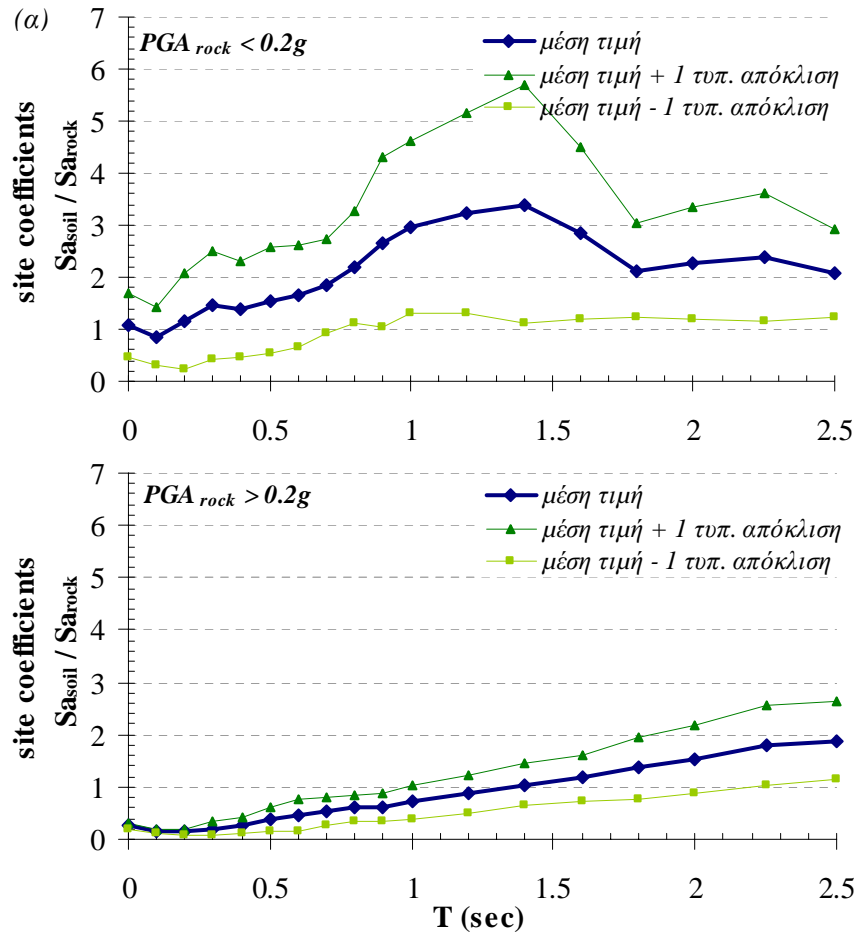 (α)
PGA rock < 0.2g
μέση τιμή
μέση τιμή + 1 τυπ. απόκλιση
μέση τιμή - 1 τυπ. απόκλιση
site coefficients
Sasoil / Sarock
7
6
5
4
3
2
1
0
0
0.5
1
1.5
2
2.5
PGA rock > 0.2g
μέση τιμή
μέση τιμή + 1 τυπ. απόκλιση
μέση τιμή - 1 τυπ. απόκλιση
site coefficients
Sasoil / Sarock
7
6
5
4
3
2
1
0
0
0.5
1
1.5
2
2.5
T (sec)